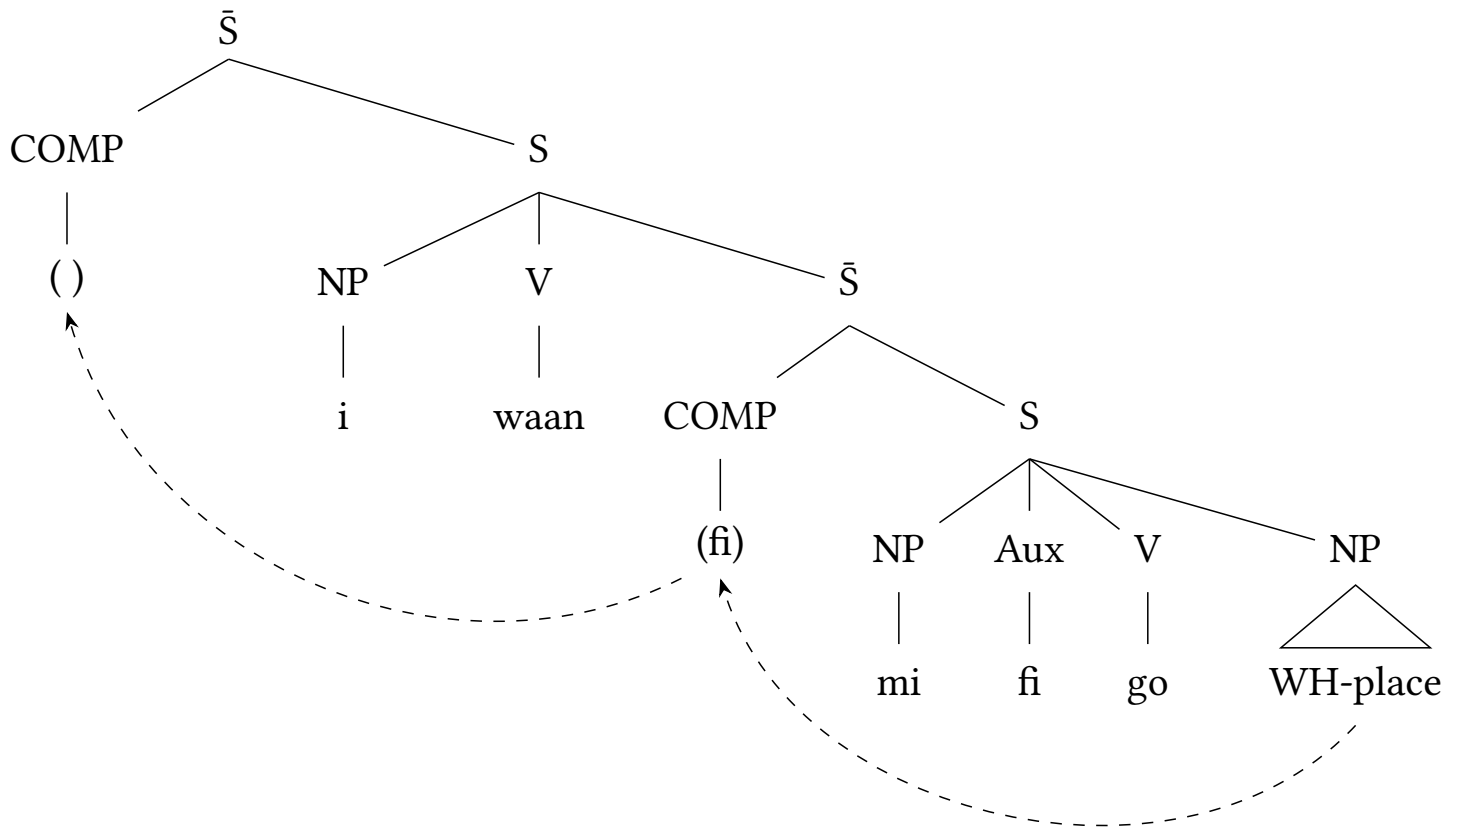 S̄
COMP S
( ) NP V S̄
i waan COMP S
(fi) NP Aux V NP
mi fi go WH-place